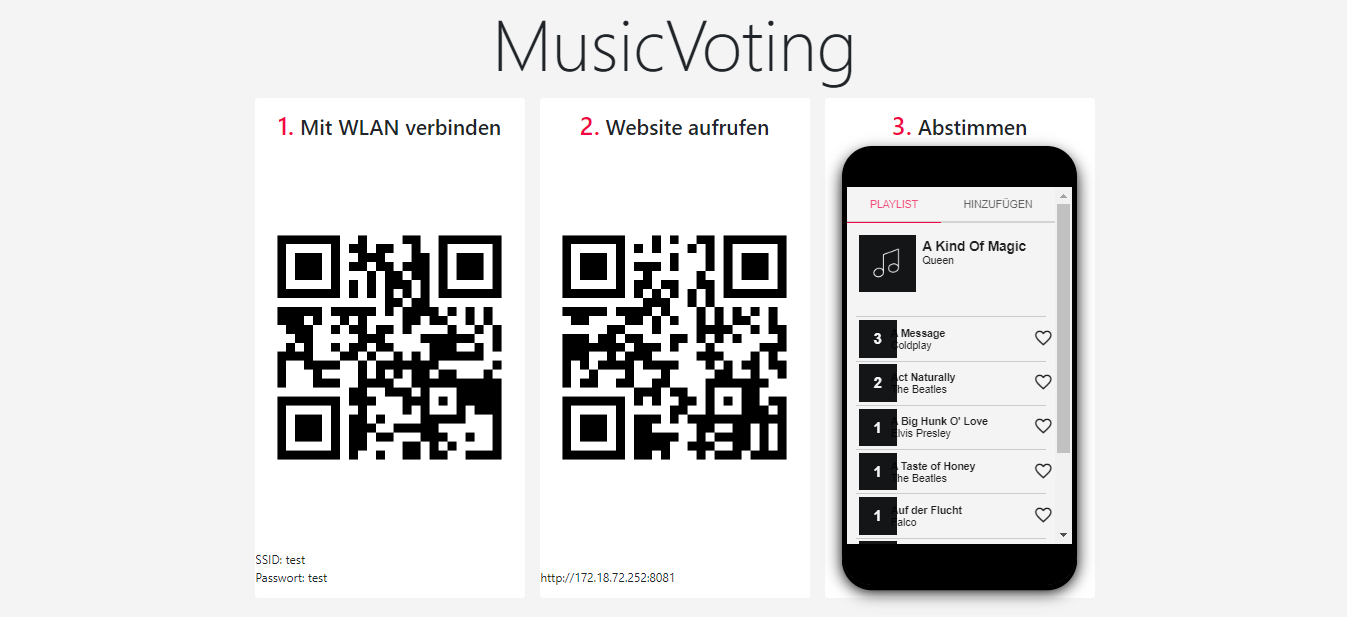 MusicVoting
1. Mit WLAN verbinden
SSID: test
Passwort: test
2. Website aufrufen
http://172.18.72.252:8081
3. Abstimmen
PLAYLIST HINZUFÜGEN
A Kind Of Magic
Queen
3 A Message
Coldplay
2 Act Naturally
The Beatles
1 A Big Hunk O' Love
Elvis Presley
1 A Taste of Honey
The Beatles
1 Auf der Flucht
Falco